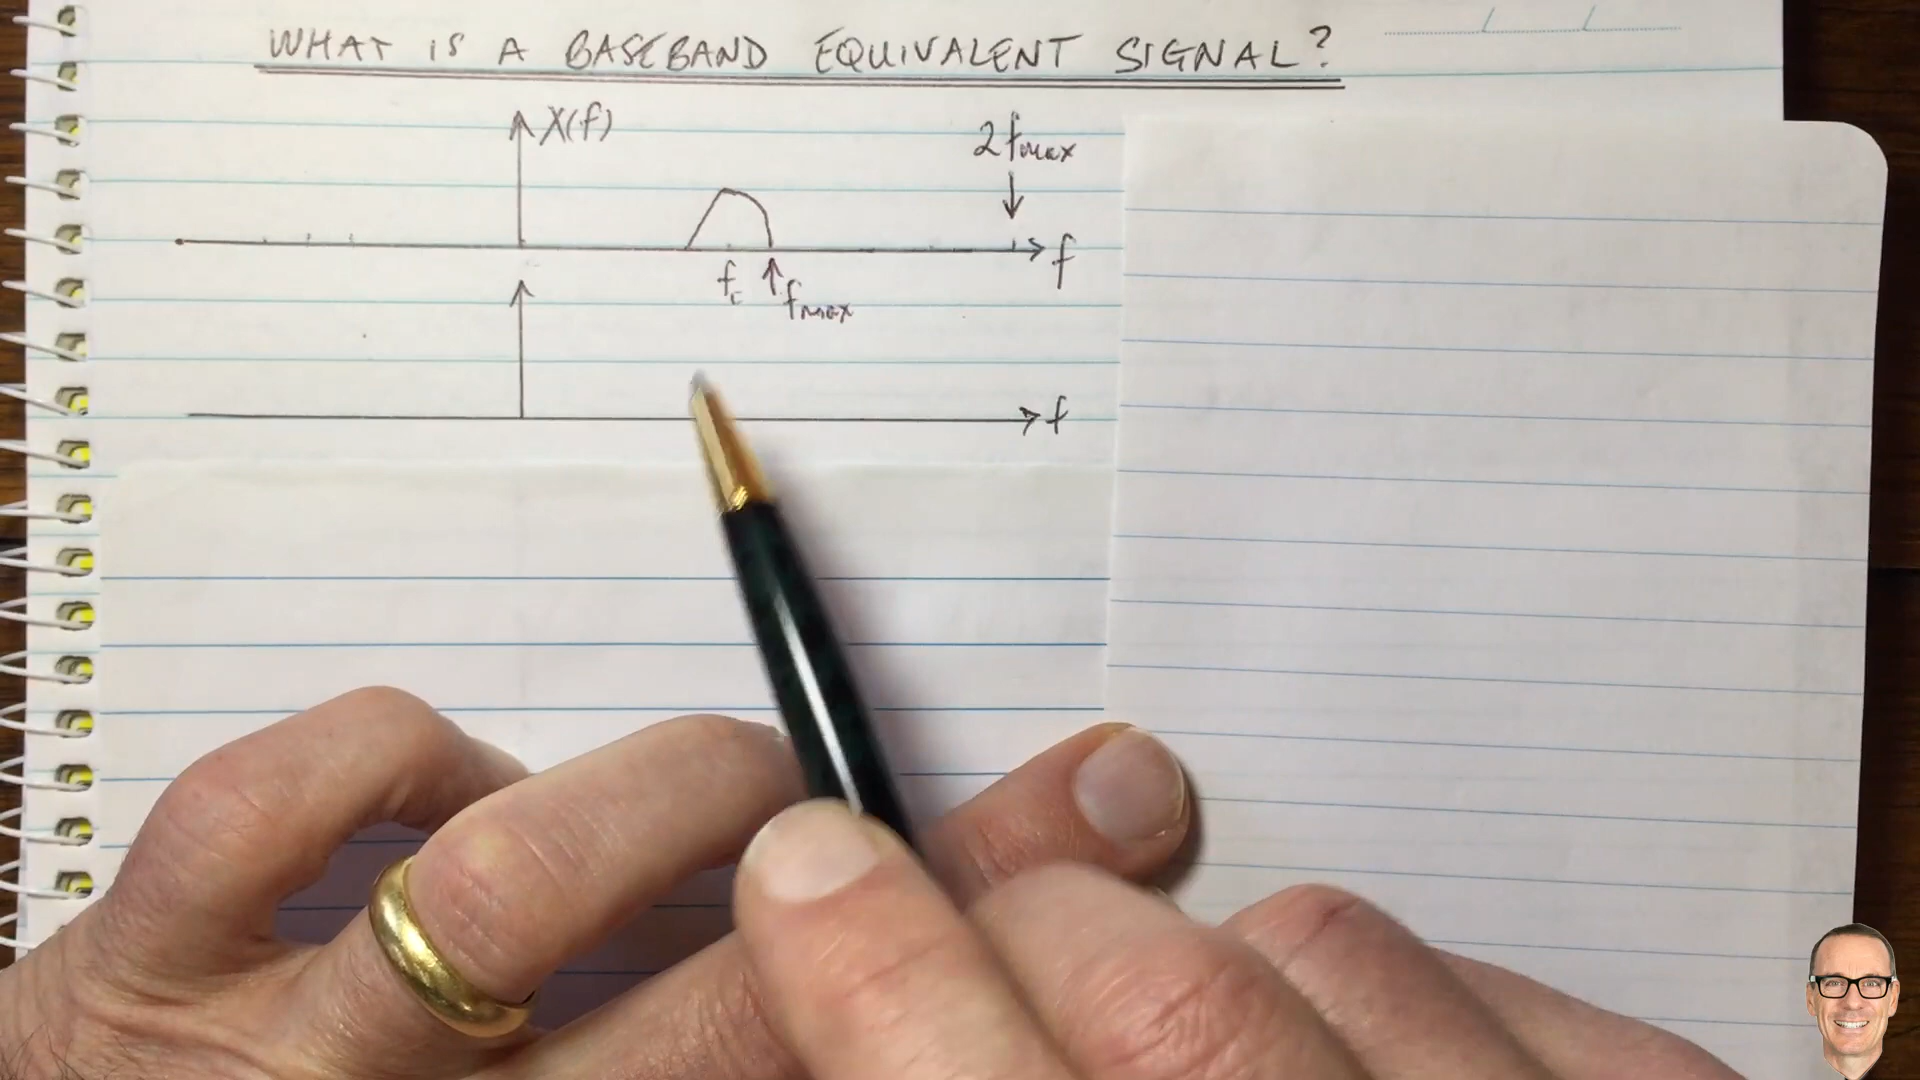 WHAT IS A BASEBAND EQUIVALENT SIGNAL?
X(f)
2fmax
f
fc
fmax
f